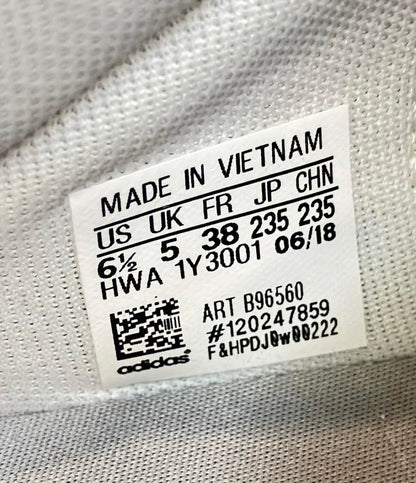 MADE IN VIETNAM
US UK FR JP CHN
6½ 5 38 235 235
HWA 1Y3001 06/18
ART B96560
#120247859
F&HPDJ0w00222
adidas